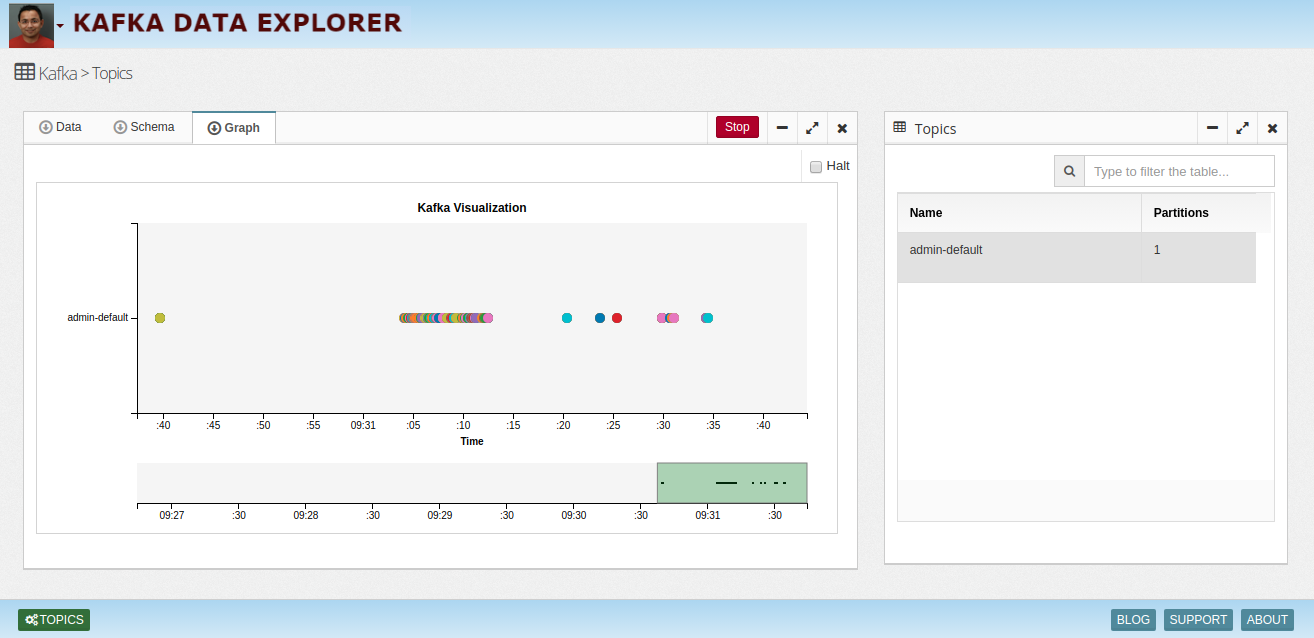 KAFKA DATA EXPLORER
Kafka > Topics
Data Schema Graph Stop
Halt
Kafka Visualization
admin-default
:40 :45 :50 :55 09:31 :05 :10 :15 :20 :25 :30 :35 :40
Time
09:27 :30 09:28 :30 09:29 :30 09:30 :30 09:31 :30
Topics
Type to filter the table...
Name Partitions
admin-default 1
TOPICS BLOG SUPPORT ABOUT